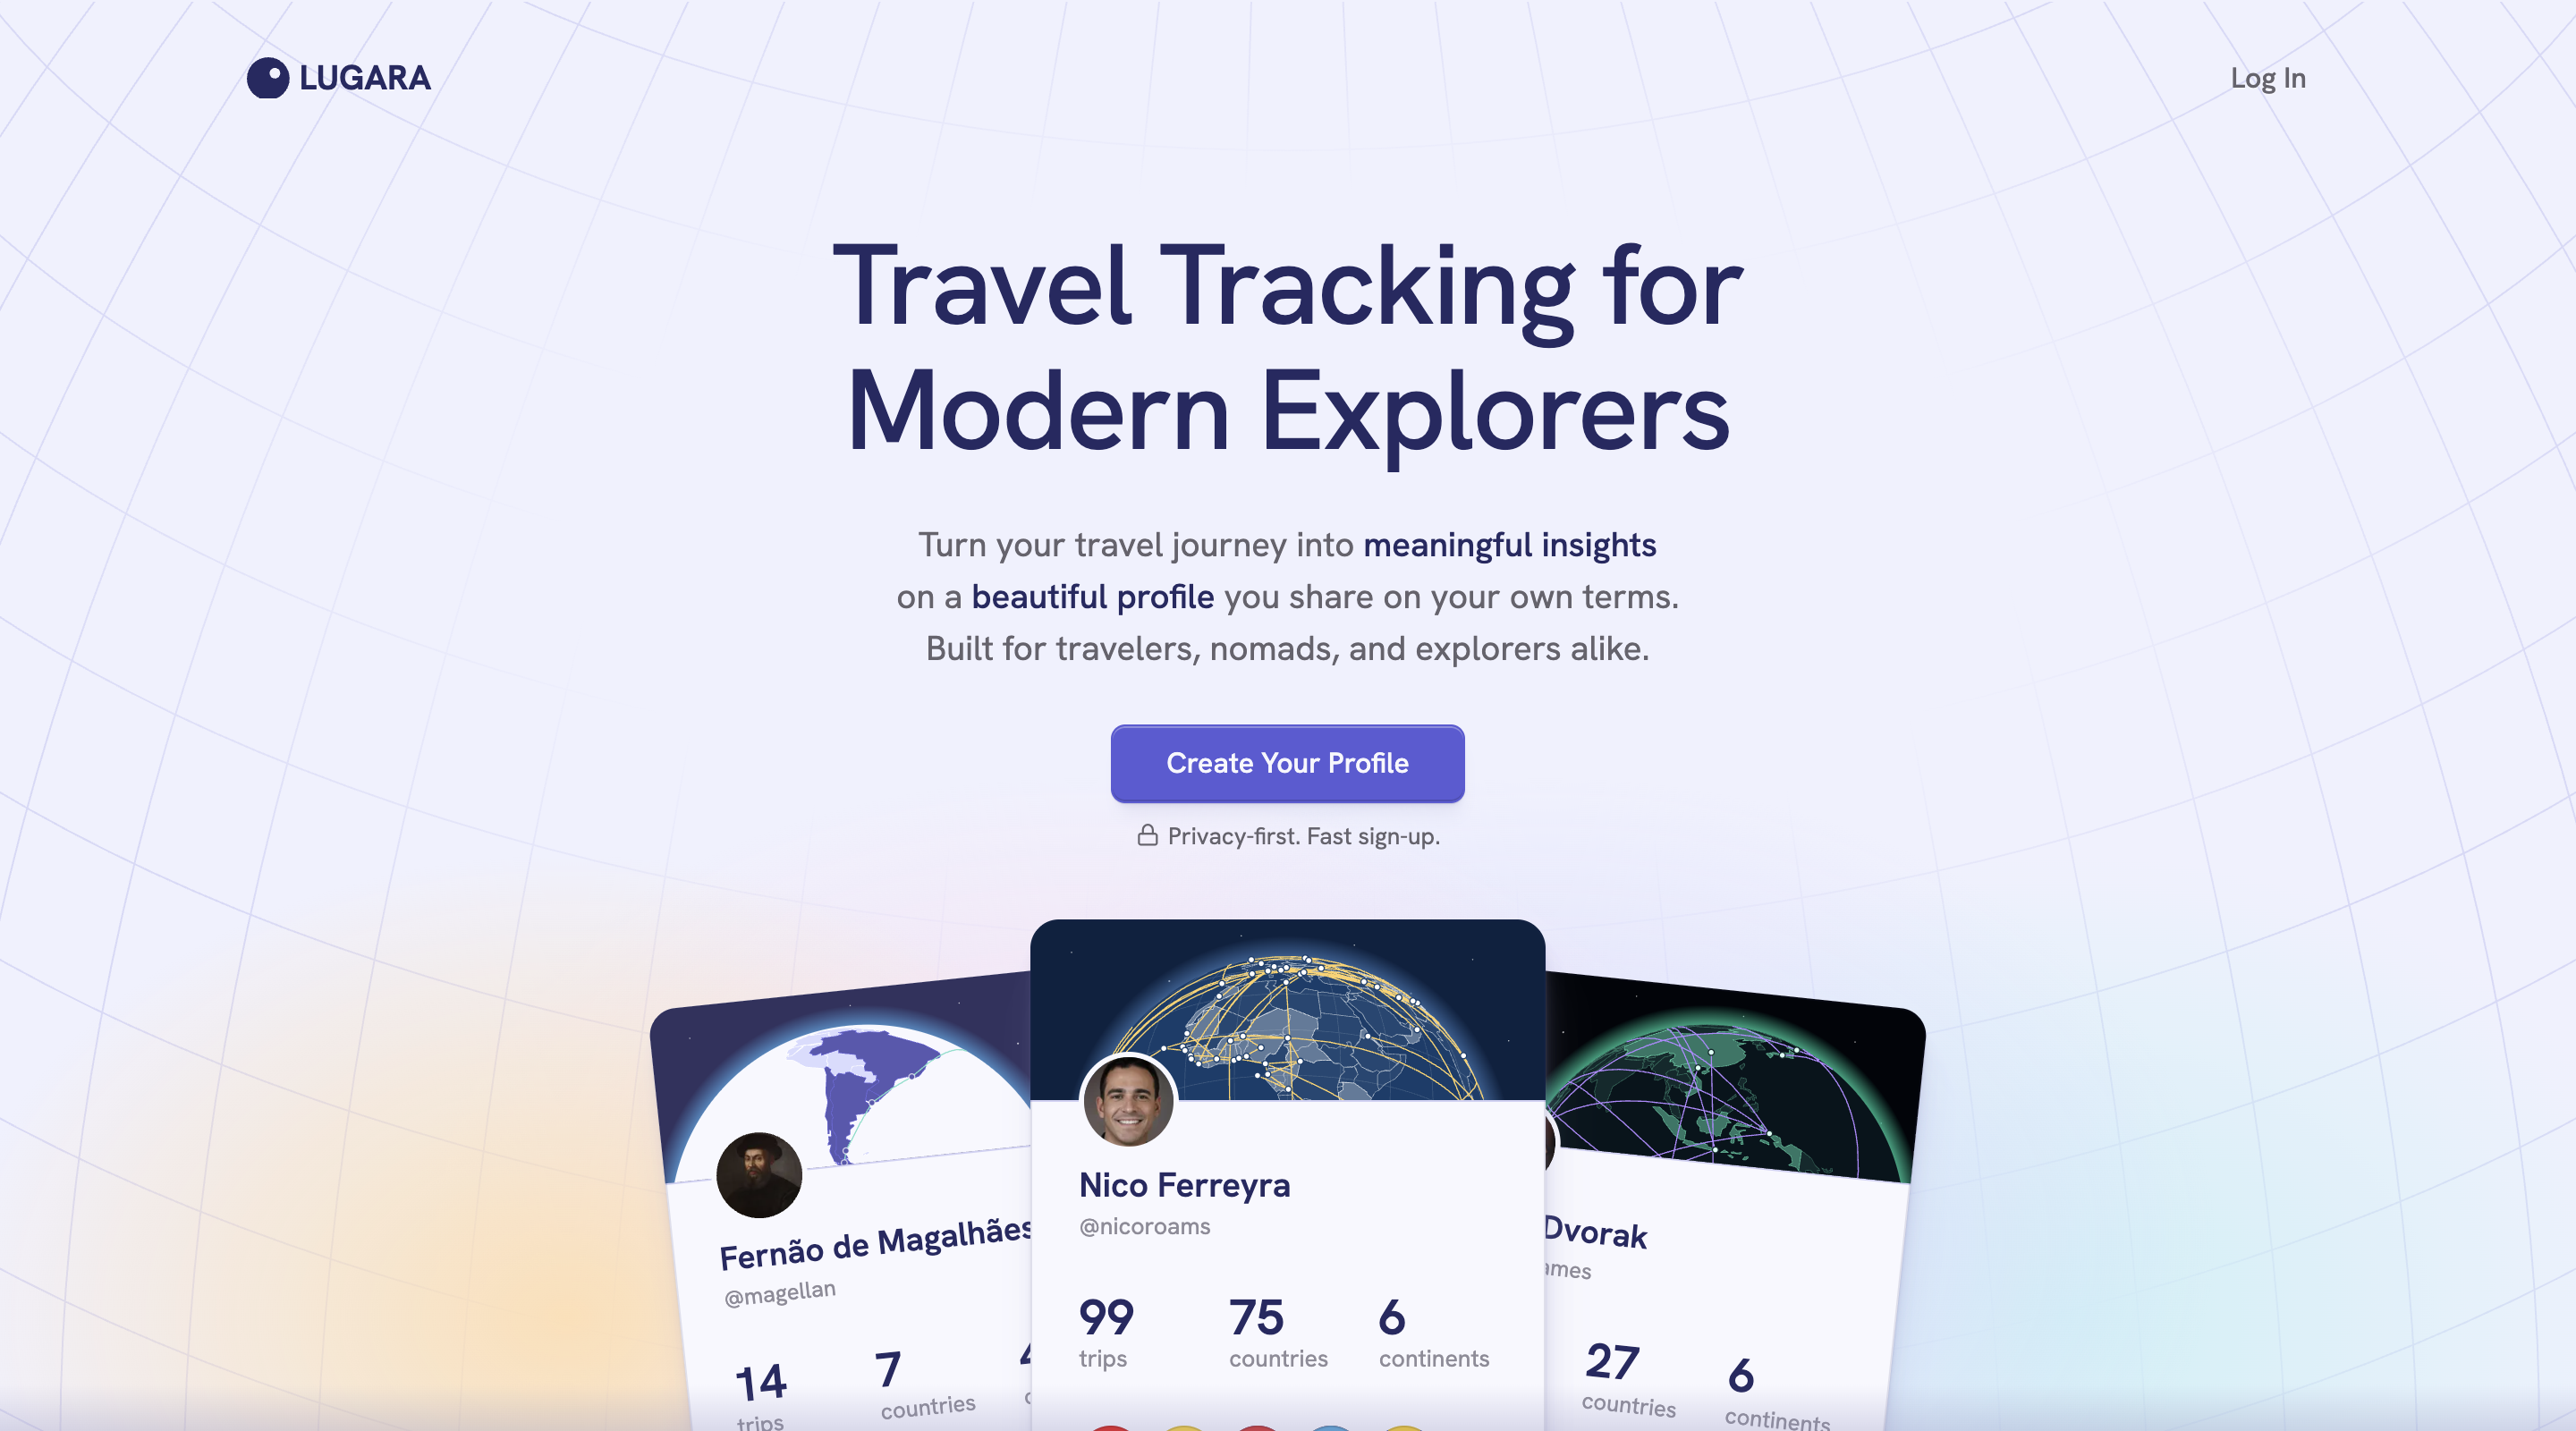 LUGARA
Log In
Travel Tracking for
Modern Explorers
Turn your travel journey into meaningful insights
on a beautiful profile you share on your own terms.
Built for travelers, nomads, and explorers alike.
Create Your Profile
Privacy-first. Fast sign-up.
Fernão de Magalhães
@magellan
14
trips
7
countries
Nico Ferreyra
@nicoroams
99
trips
75
countries
6
continents
Dvorak
27
countries
6
continents